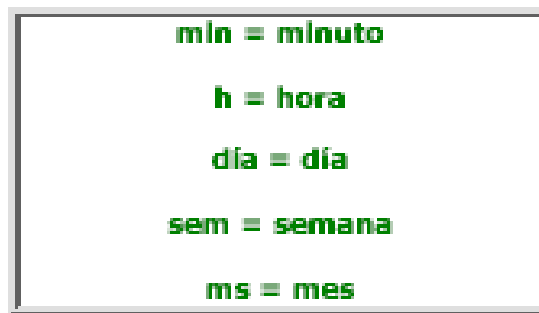 min = minuto
h = hora
día = día
sem = semana
ms = mes